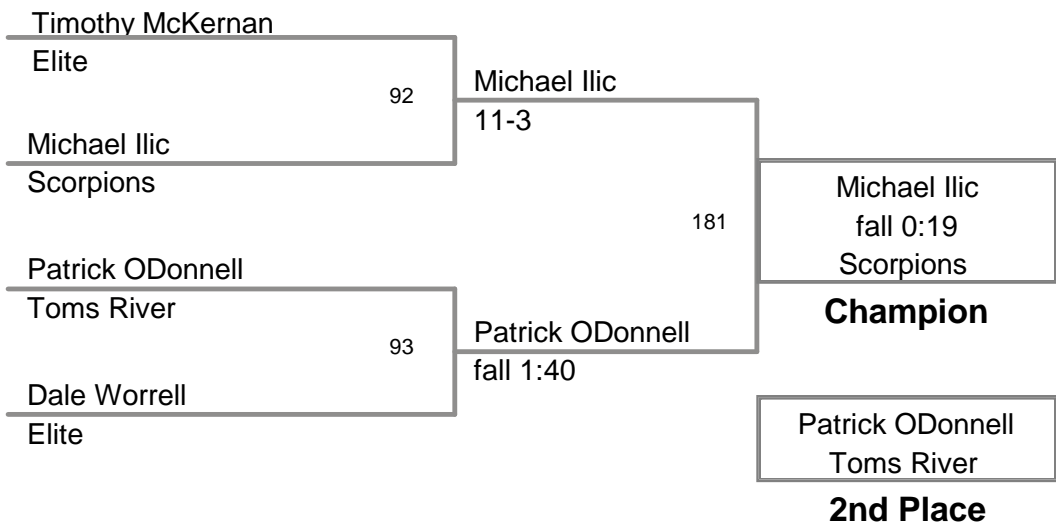 Timothy McKernan
Elite
92
Michael Ilic
11-3
Michael Ilic
Scorpions
181
Michael Ilic
fall 0:19
Scorpions
Champion
Patrick ODonnell
Toms River
93
Patrick ODonnell
fall 1:40
Dale Worrell
Elite
Patrick ODonnell
Toms River
2nd Place